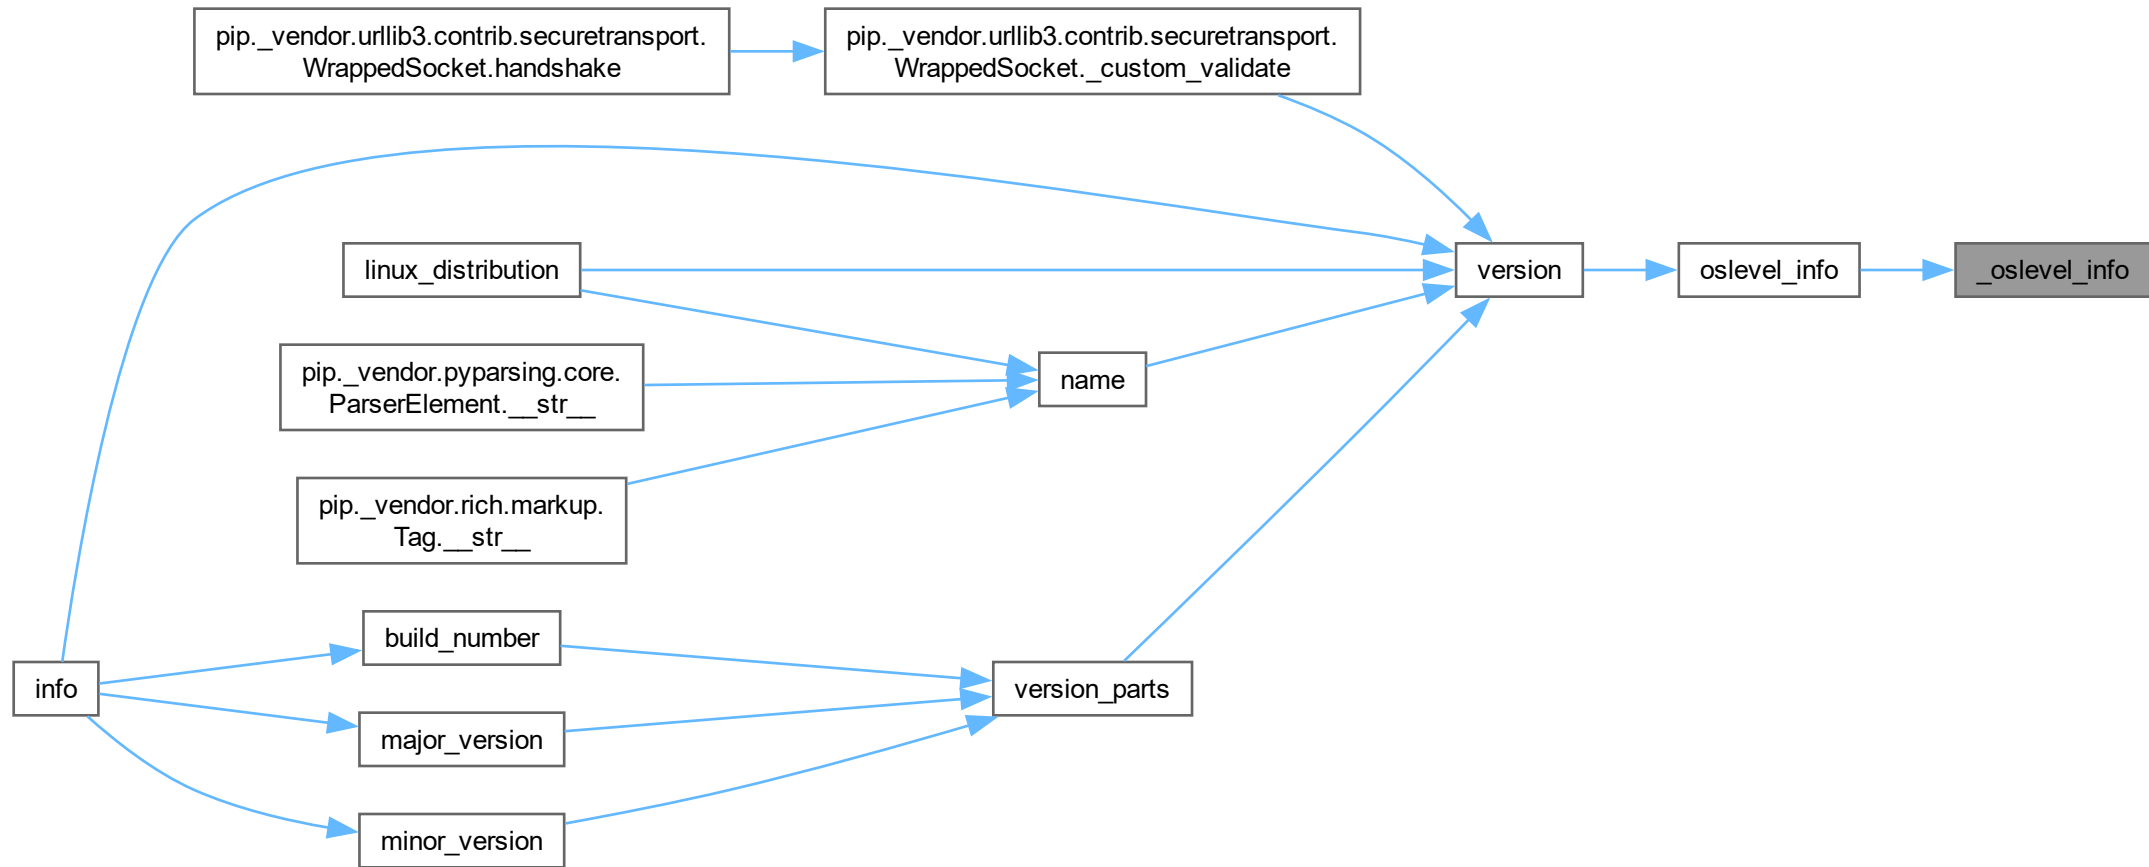 pip._vendor.urllib3.contrib.securetransport.
WrappedSocket.handshake
pip._vendor.urllib3.contrib.securetransport.
WrappedSocket._custom_validate
linux_distribution
version
oslevel_info
_oslevel_info
pip._vendor.pyparsing.core.
ParserElement.__str__
name
pip._vendor.rich.markup.
Tag.__str__
build_number
info
version_parts
major_version
minor_version